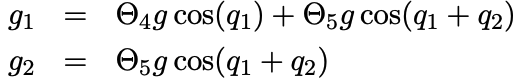 g₁ = Θ₄g cos(q₁) + Θ₅g cos(q₁ + q₂)
g₂ = Θ₅g cos(q₁ + q₂)